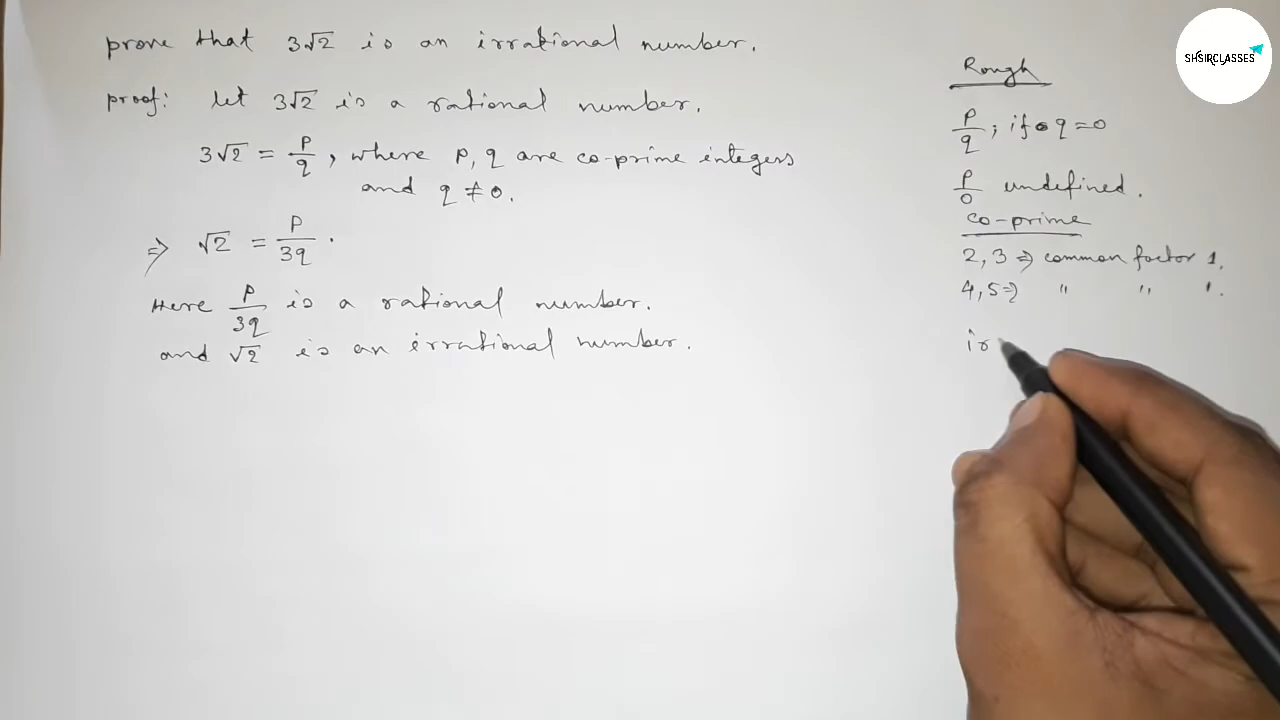 prove that 3√2 is an irrational number.
proof: let 3√2 is a rational number.
3√2 = p/q, where p, q are co-prime integers
and q ≠ 0.
⇒ √2 = p/3q.
Here p/3q is a rational number.
and √2 is an irrational number.
SHSIRCLASSES
Rough
p/q ; if q = 0
p/0 undefined.
co-prime
2, 3 ⇒ common factor 1.
4, 5 ⇒ " " 1.
ir